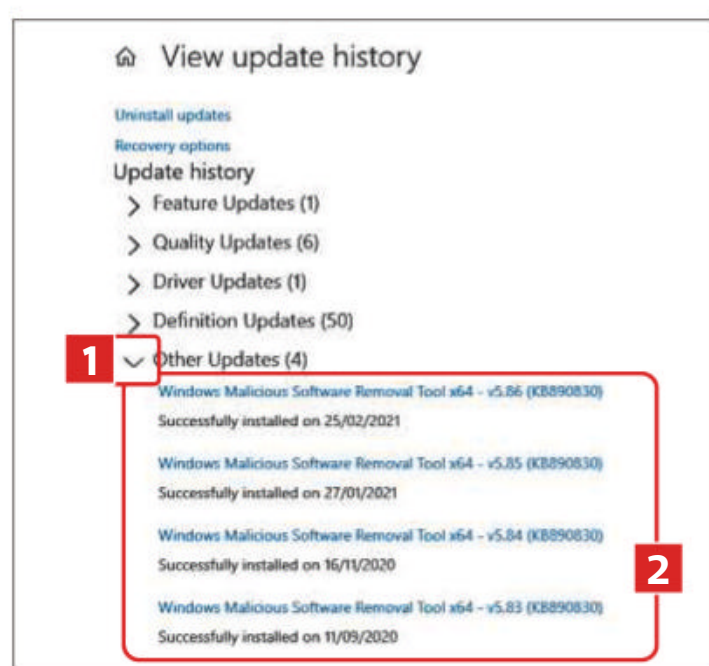 View update history
Uninstall updates
Recovery options
Update history
Feature Updates (1)
Quality Updates (6)
Driver Updates (1)
Definition Updates (50)
1
Other Updates (4)
Windows Malicious Software Removal Tool x64 - v5.86 (KB890830)
Successfully installed on 25/02/2021
Windows Malicious Software Removal Tool x64 - v5.85 (KB890830)
Successfully installed on 27/01/2021
Windows Malicious Software Removal Tool x64 - v5.84 (KB890830)
Successfully installed on 16/11/2020
2
Windows Malicious Software Removal Tool x64 - v5.83 (KB890830)
Successfully installed on 11/09/2020